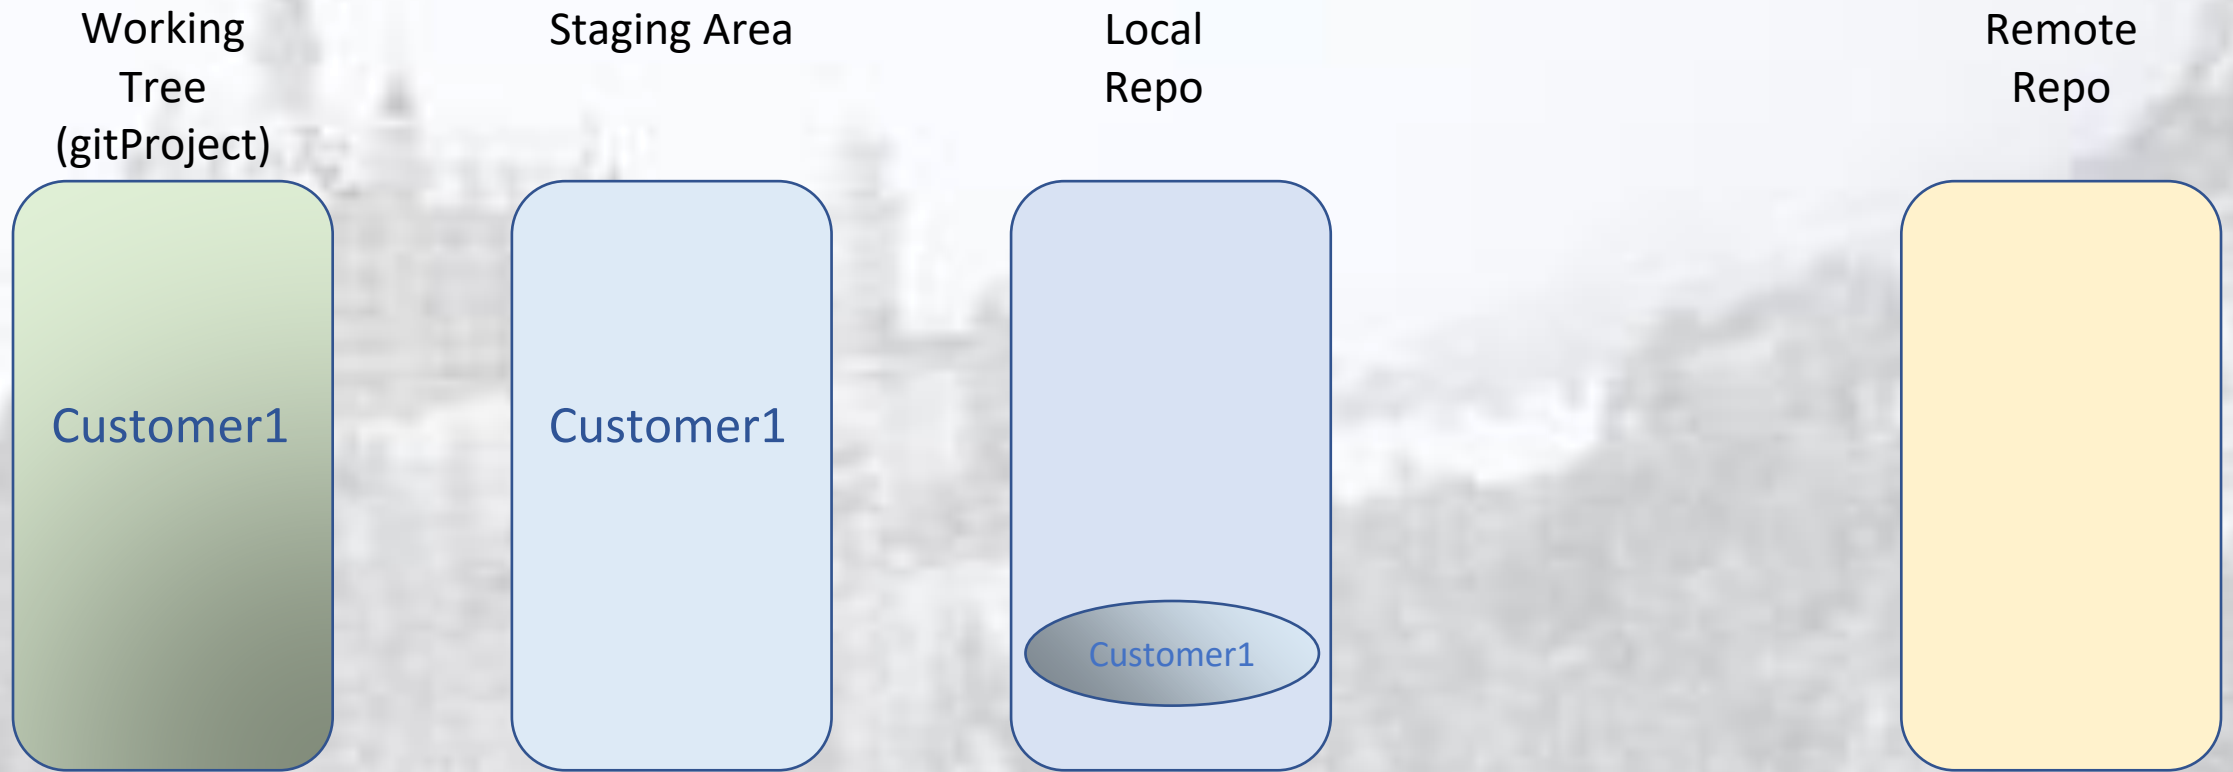 Working
Tree
(gitProject)
Staging Area
Local
Repo
Remote
Repo
Customer1
Customer1
Customer1